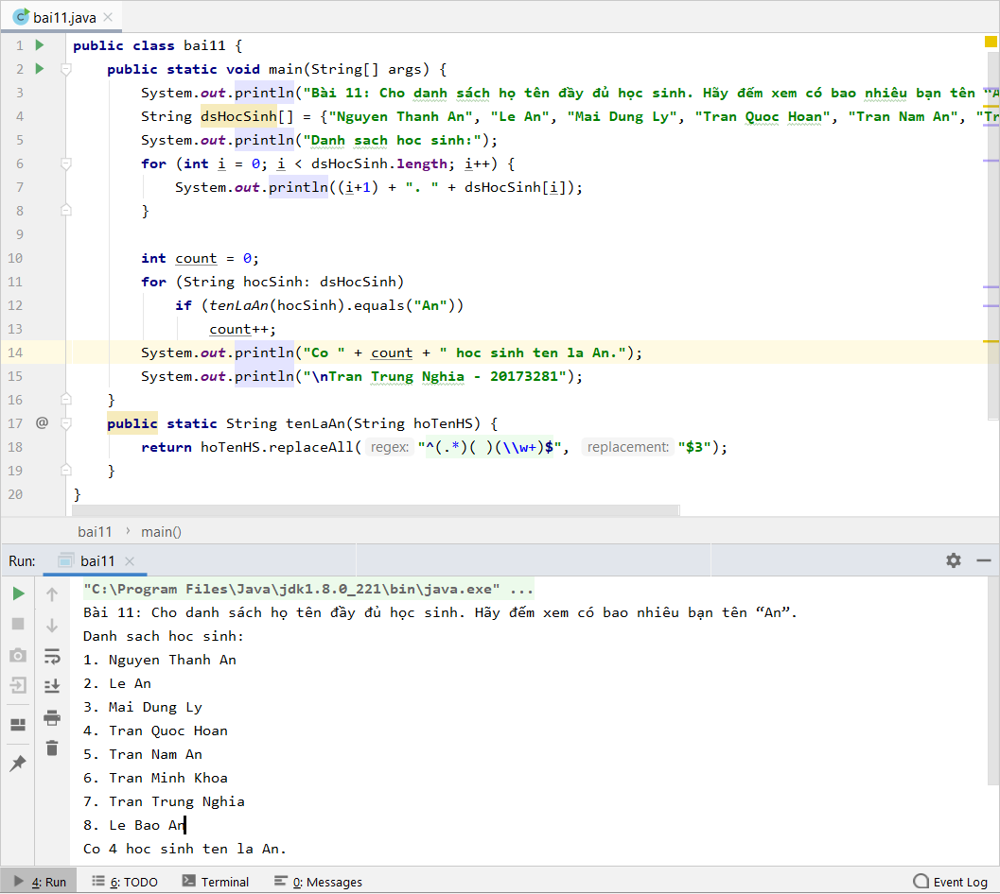 bai11.java
1 public class bai11 {
2 public static void main(String[] args) {
3 System.out.println("Bài 11: Cho danh sách họ tên đầy đủ học sinh. Hãy đếm xem có bao nhiêu bạn tên “A
4 String dsHocSinh[] = {"Nguyen Thanh An", "Le An", "Mai Dung Ly", "Tran Quoc Hoan", "Tran Nam An", "Tr
5 System.out.println("Danh sach hoc sinh:");
6 for (int i = 0; i < dsHocSinh.length; i++) {
7 System.out.println((i+1) + ". " + dsHocSinh[i]);
8 }
9
10 int count = 0;
11 for (String hocSinh: dsHocSinh)
12 if (tenLaAn(hocSinh).equals("An"))
13 count++;
14 System.out.println("Co " + count + " hoc sinh ten la An.");
15 System.out.println("\nTran Trung Nghia - 20173281");
16 }
17 @ public static String tenLaAn(String hoTenHS) {
18 return hoTenHS.replaceAll( regex: "^(.*)( )(\\w+)$", replacement: "$3");
19 }
20 }
bai11 › main()
Run: bai11
"C:\Program Files\Java\jdk1.8.0_221\bin\java.exe" ...
Bài 11: Cho danh sách họ tên đầy đủ học sinh. Hãy đếm xem có bao nhiêu bạn tên “An”.
Danh sach hoc sinh:
1. Nguyen Thanh An
2. Le An
3. Mai Dung Ly
4. Tran Quoc Hoan
5. Tran Nam An
6. Tran Minh Khoa
7. Tran Trung Nghia
8. Le Bao An
Co 4 hoc sinh ten la An.
4: Run 6: TODO Terminal 0: Messages Event Log